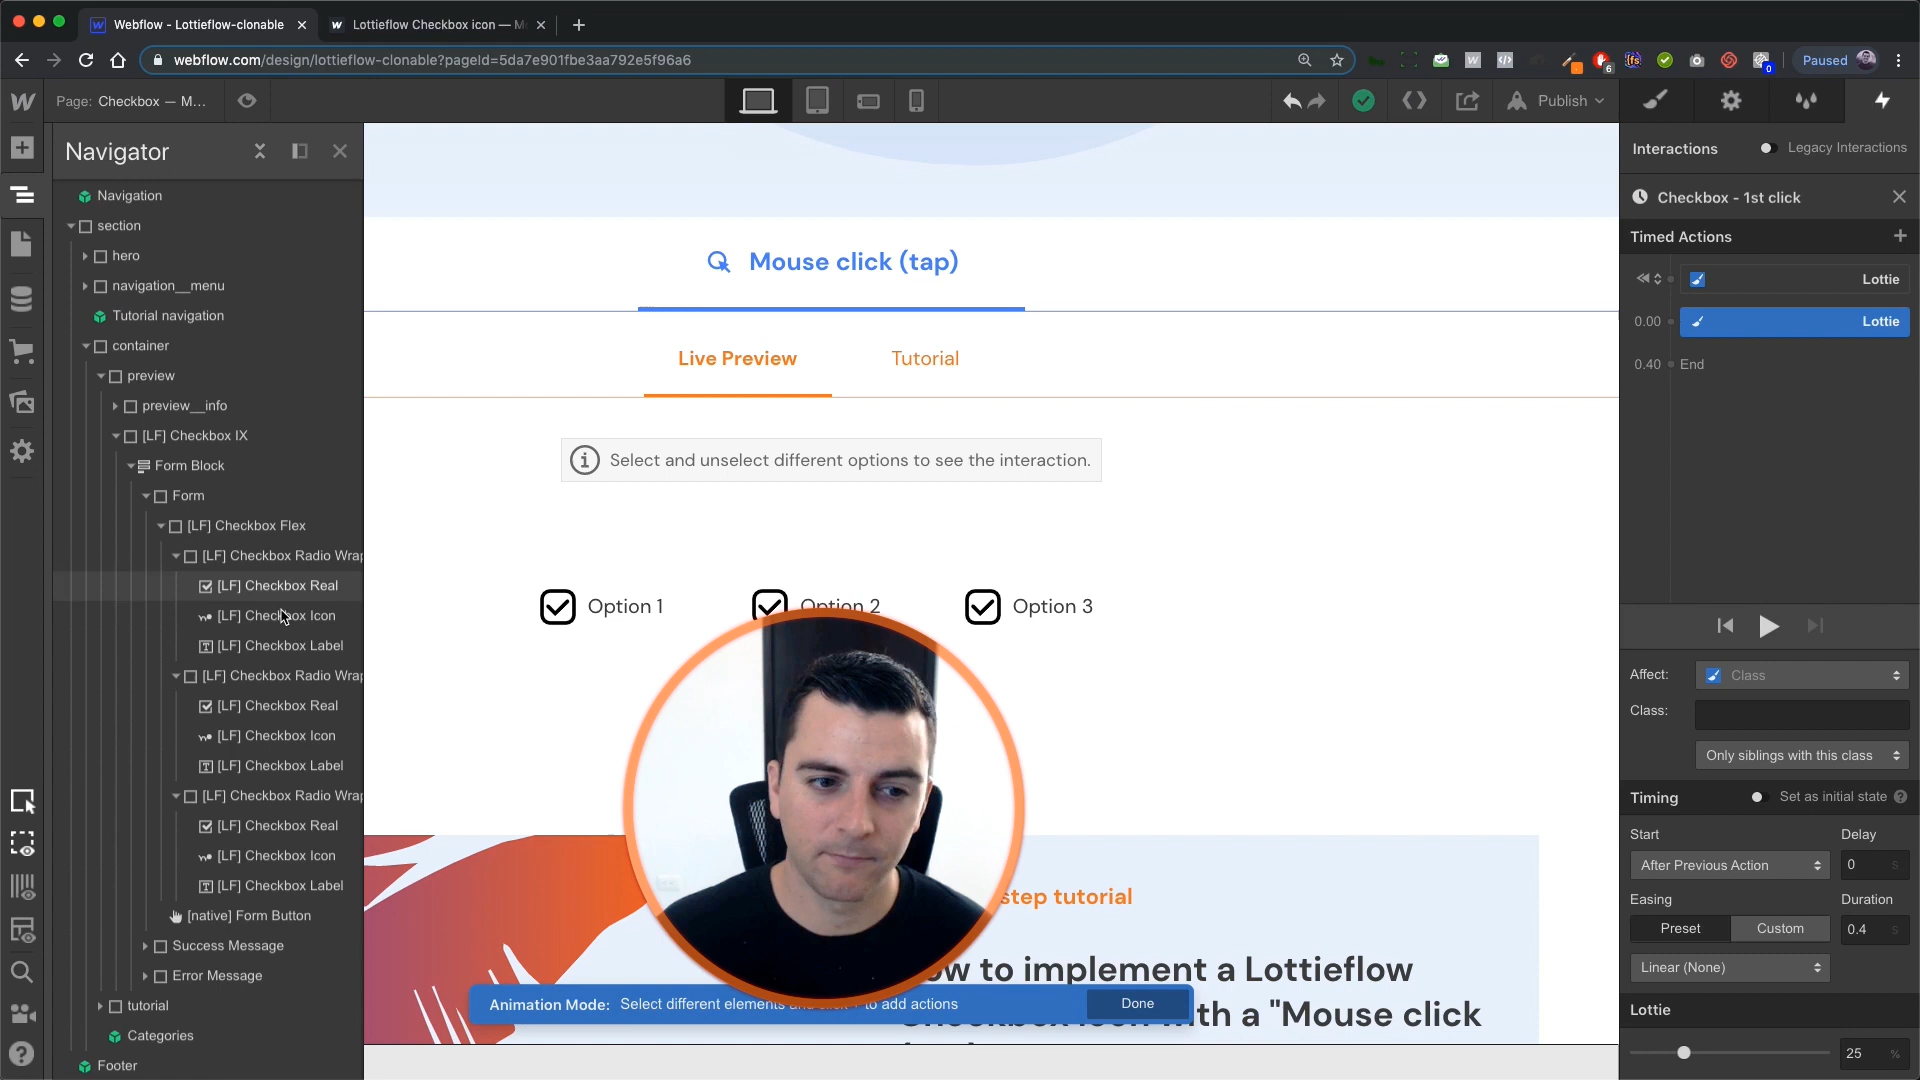 Webflow - Lottieflow-clonable
Lottieflow Checkbox icon — M
webflow.com/design/lottieflow-clonable?pageId=5da7e901fbe3aa792e5f96a6
6
0
Paused
Page: Checkbox — M...
Publish
Navigator
Navigation
section
hero
navigation__menu
Tutorial navigation
container
preview
preview__info
[LF] Checkbox IX
Form Block
Form
[LF] Checkbox Flex
[LF] Checkbox Radio Wrap
[LF] Checkbox Real
[LF] Checkbox Icon
[LF] Checkbox Label
[LF] Checkbox Radio Wrap
[LF] Checkbox Real
[LF] Checkbox Icon
[LF] Checkbox Label
[LF] Checkbox Radio Wrap
[LF] Checkbox Real
[LF] Checkbox Icon
[LF] Checkbox Label
[native] Form Button
Success Message
Error Message
tutorial
Categories
Footer
Mouse click (tap)
Live Preview
Tutorial
Select and unselect different options to see the interaction.
Option 1
Option 2
Option 3
step tutorial
ow to implement a Lottieflow
th a "Mouse click
Animation Mode: Select different elements and click + to add actions
Done
Interactions
Legacy Interactions
Checkbox - 1st click
Timed Actions
Lottie
0.00
Lottie
0.40
End
Affect:
Class
Class:
Only siblings with this class
Timing
Set as initial state
Start
Delay
After Previous Action
0
S
Easing
Duration
Preset
Custom
0.4
S
Linear (None)
Lottie
25
%